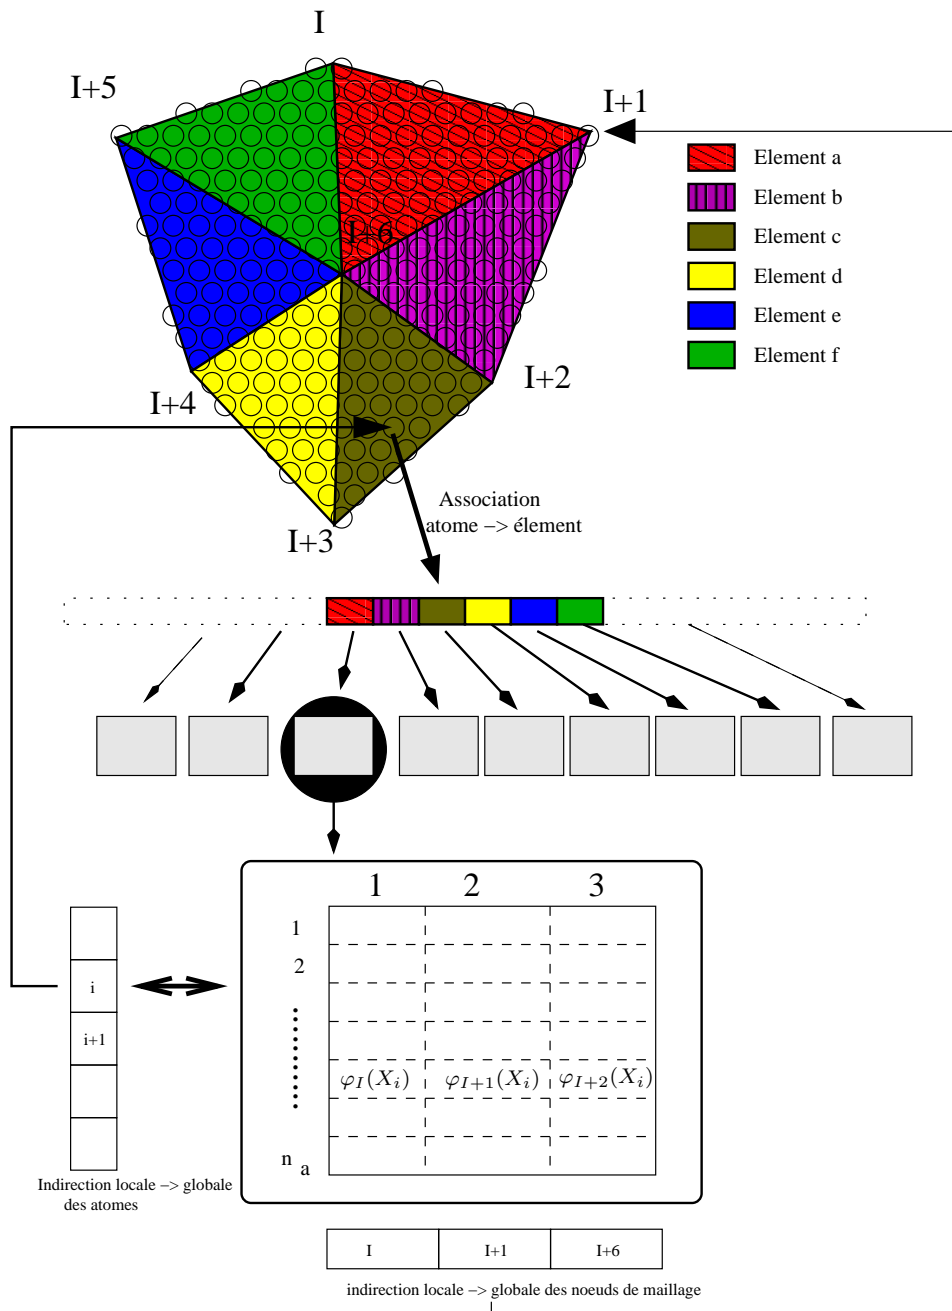 I
I+5
I+1
Element a
Element b
I+6
Element c
Element d
Element e
Element f
I+2
I+4
Association
atome −> élement
I+3
1 2 3
1
2
i
i+1
φ_I(X_i) φ_{I+1}(X_i) φ_{I+2}(X_i)
n_a
Indirection locale −> globale
des atomes
I I+1 I+6
indirection locale −> globale des noeuds de maillage